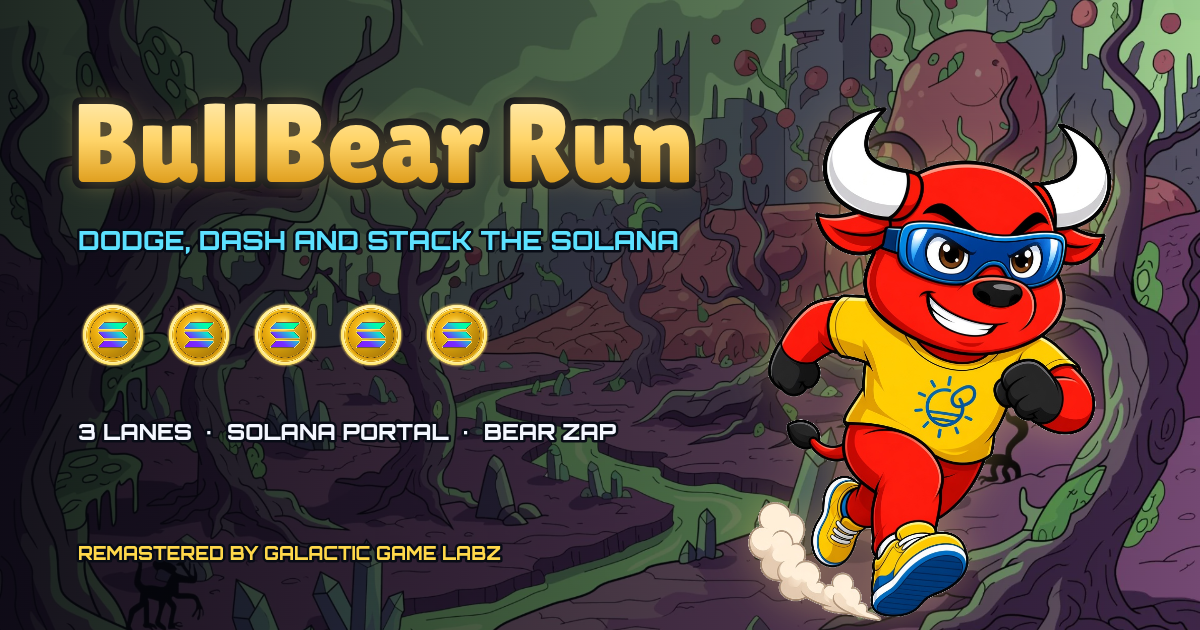 BullBear Run
DODGE, DASH AND STACK THE SOLANA
3 LANES · SOLANA PORTAL · BEAR ZAP
REMASTERED BY GALACTIC GAME LABZ